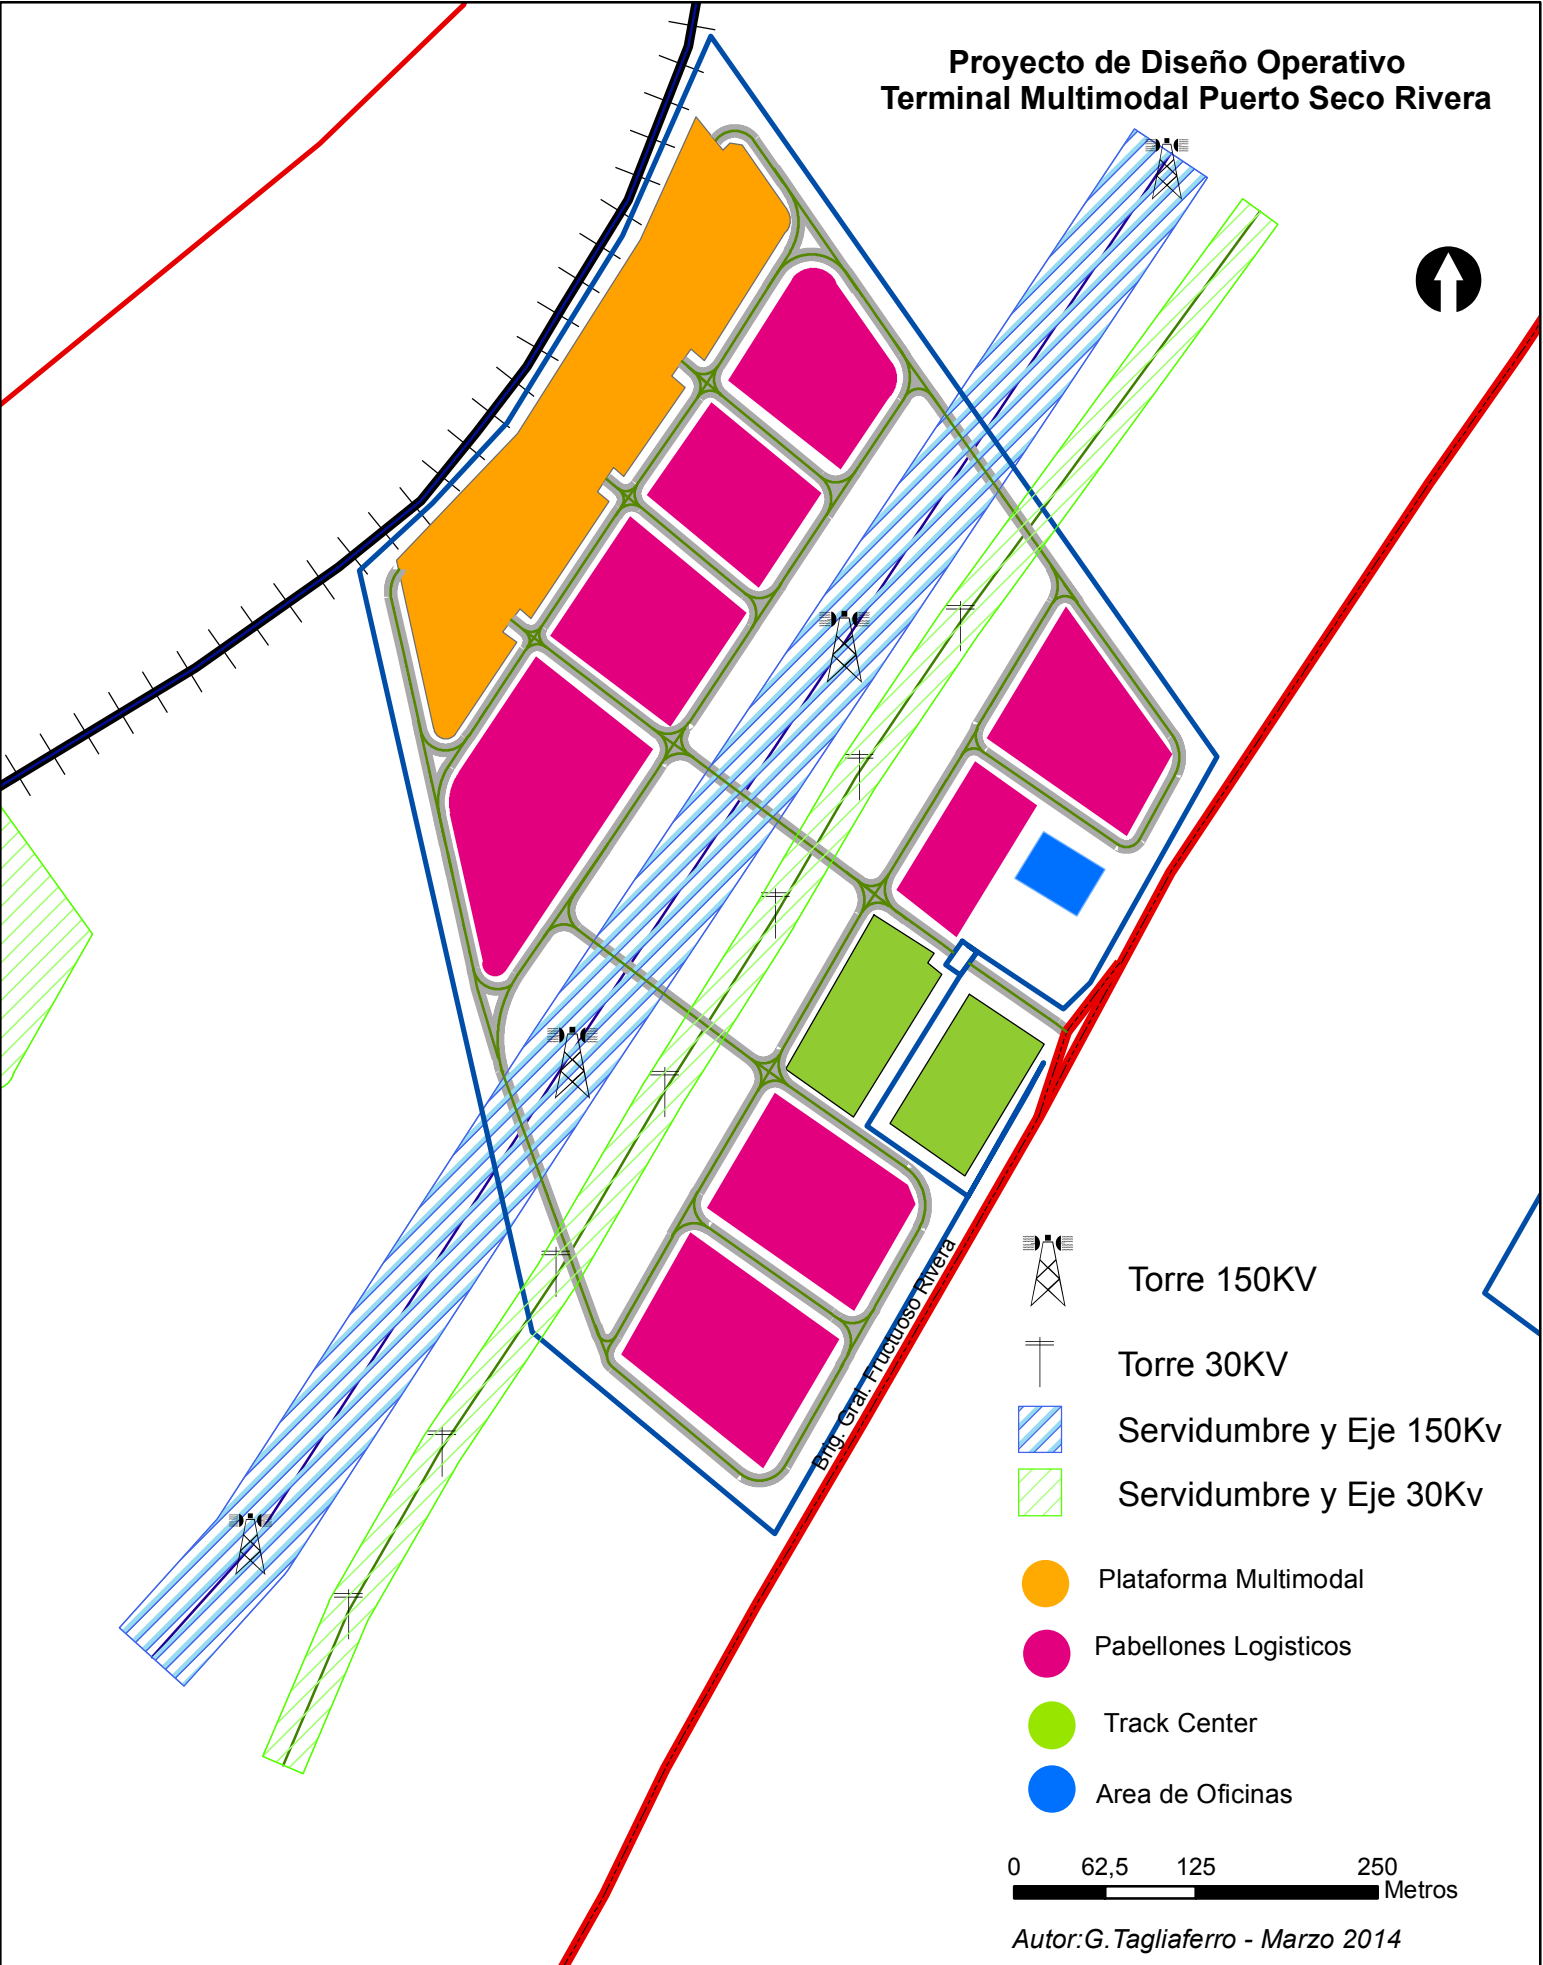 Proyecto de Diseño Operativo
Terminal Multimodal Puerto Seco Rivera
Brig. Gral. Fructuoso Rivera
Torre 150KV
Torre 30KV
Servidumbre y Eje 150Kv
Servidumbre y Eje 30Kv
Plataforma Multimodal
Pabellones Logisticos
Track Center
Area de Oficinas
0 62,5 125 250
Metros
Autor:G.Tagliaferro - Marzo 2014